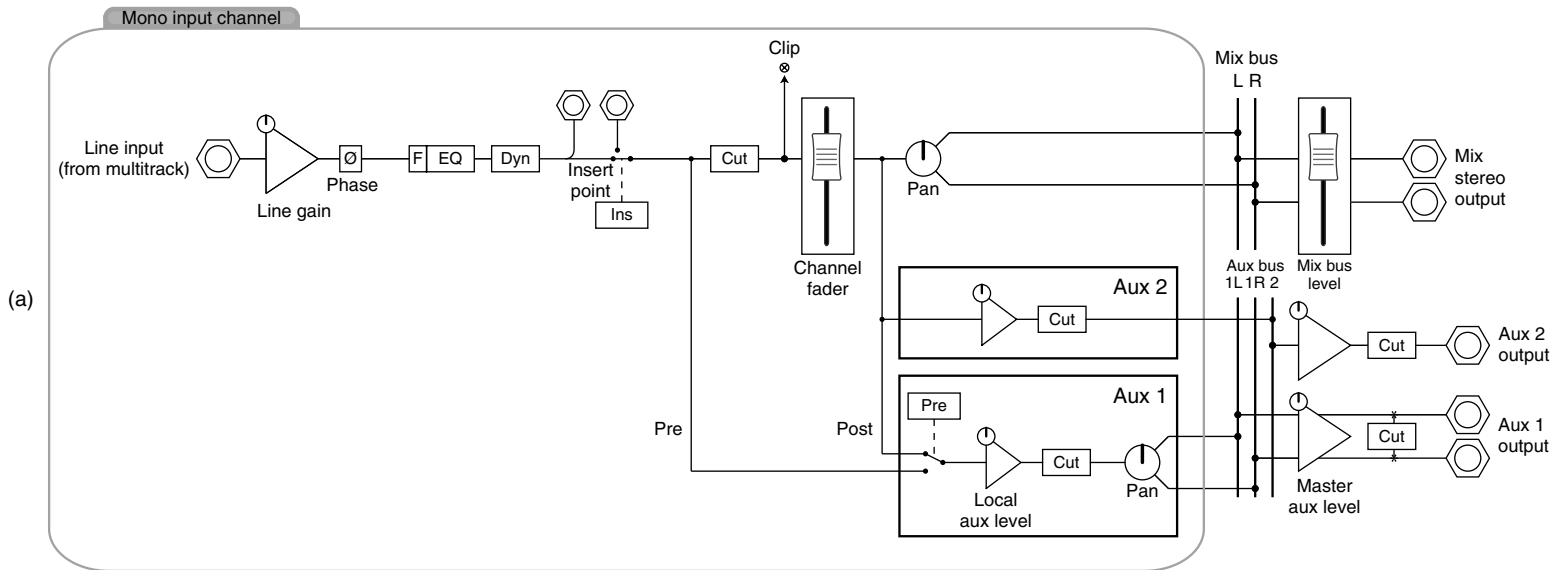 Mono input channel
Clip
Mix bus
L R
Line input
(from multitrack)
Ø
Phase
Line gain
F
EQ
Dyn
Insert
point
Ins
Cut
Channel
fader
Pan
Mix
stereo
output
Aux bus
1L 1R 2
Mix bus
level
(a)
Aux 2
Cut
Cut
Aux 2
output
Aux 1
Pre
Pre
Post
Local
aux level
Cut
Pan
Cut
Master
aux level
Aux 1
output